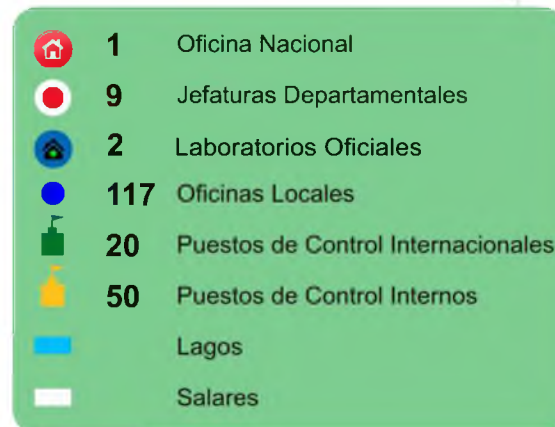 1 Oficina Nacional
9 Jefaturas Departamentales
2 Laboratorios Oficiales
117 Oficinas Locales
20 Puestos de Control Internacionales
50 Puestos de Control Internos
Lagos
Salares